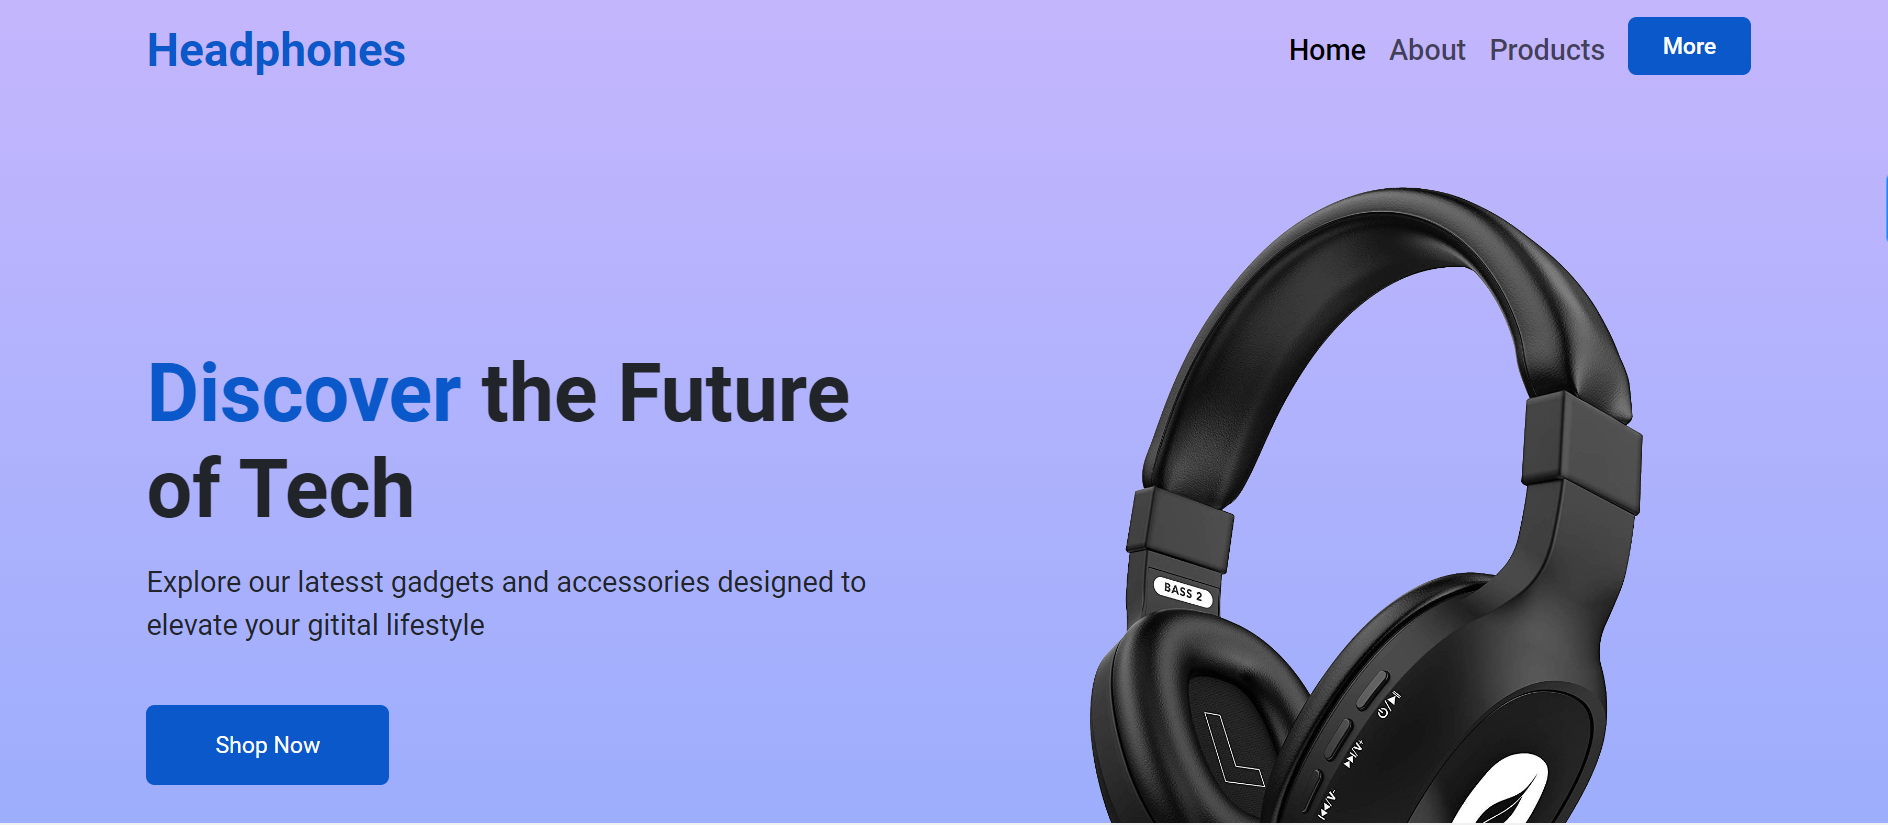 Headphones
Home About Products More
Discover the Future
of Tech
Explore our latesst gadgets and accessories designed to
elevate your gitital lifestyle
Shop Now
BASS 2
/V+
/V-
L